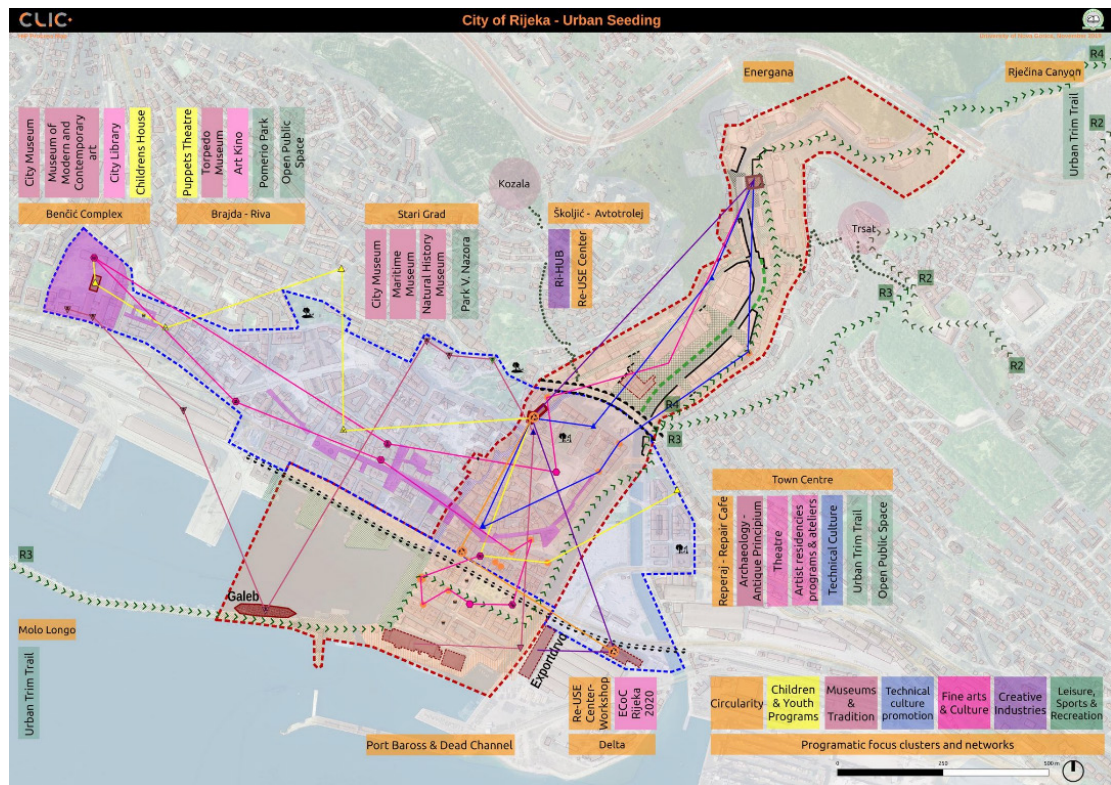 CLIC
City of Rijeka - Urban Seeding
Energana
Rječina Canyon
R4
Urban Trim Trail
R2
City Museum
Museum of
Modern and
Contemporary
art
City Library
Childrens House
Benčić Complex
Puppets Theatre
Torpedo
Museum
Art Kino
Pomerio Park
Open Public
Space
Brajda - Riva
Stari Grad
City Museum
Maritime
Museum
Natural History
Museum
Park V. Nazora
Kozala
Školjić - Avtotrolej
Ri-HUB
Re-USE Center
Trsat
R2
R3
R2
R4
R3
Town Centre
Reperaj - Repair Cafe
Archaeology -
Antique Principium
Theatre
Artist residencies
programs & ateliers
Technical Culture
Urban Trim Trail
Open Public Space
R3
Galeb
Molo Longo
Urban Trim Trail
Exportdrvo
Port Baross & Dead Channel
Re-USE
Center-
Workshop
ECoC
Rijeka
2020
Delta
Circularity
Children
& Youth
Programs
Museums
&
Tradition
Technical
culture
promotion
Fine arts
& Culture
Creative
Industries
Leisure,
Sports &
Recreation
Programatic focus clusters and networks
0
250
500 m